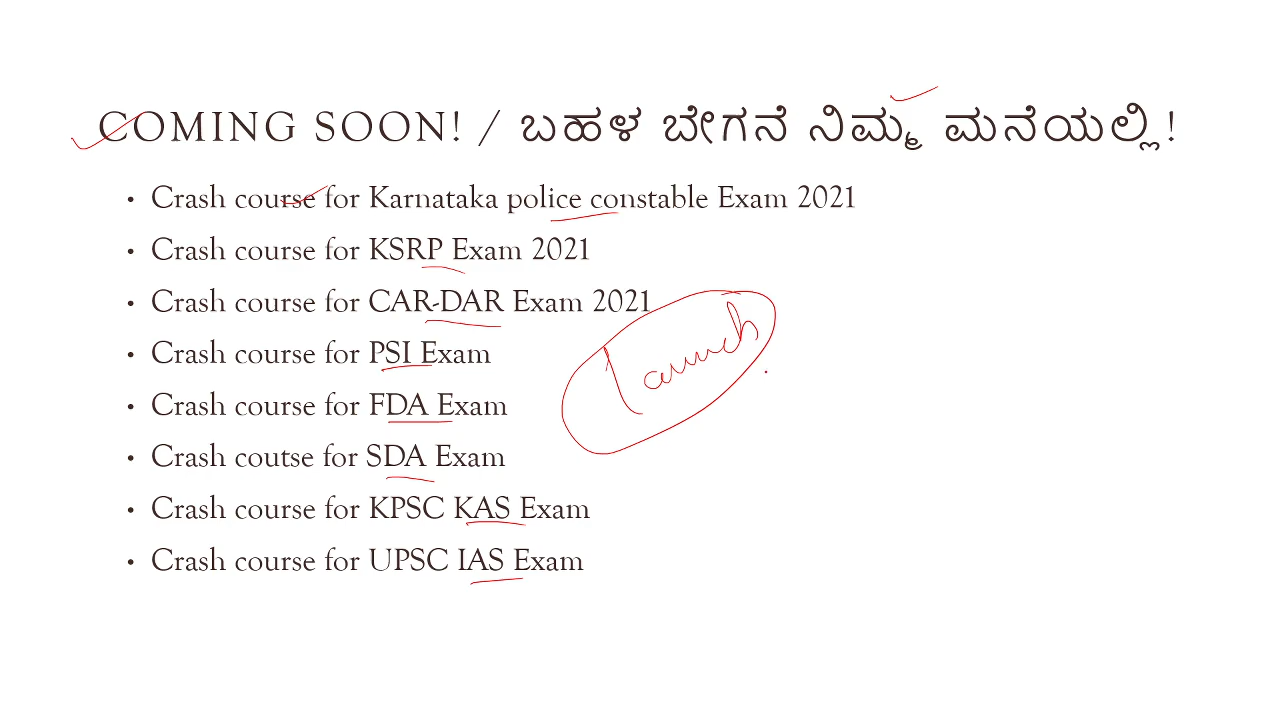 COMING SOON! / ಬಹಳ ಬೇಗನೆ ನಿಮ್ಮ ಮನೆಯಲ್ಲಿ!
• Crash course for Karnataka police constable Exam 2021
• Crash course for KSRP Exam 2021
• Crash course for CAR-DAR Exam 2021
• Crash course for PSI Exam
Launch
• Crash course for FDA Exam
• Crash coutse for SDA Exam
• Crash course for KPSC KAS Exam
• Crash course for UPSC IAS Exam